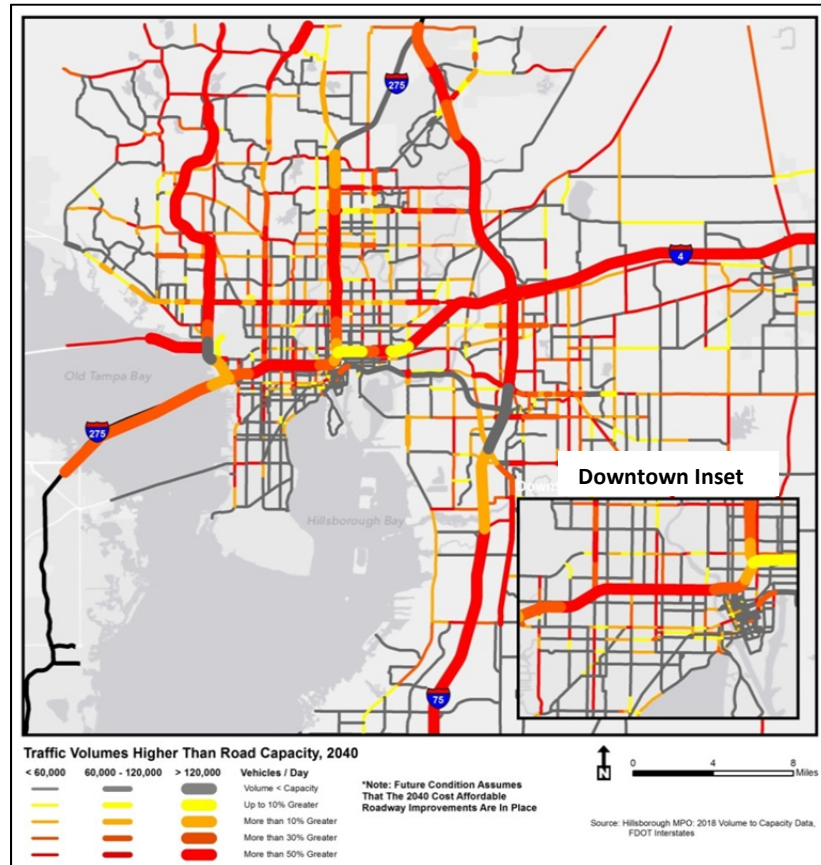 275
4
Old Tampa Bay
275
Downtown Inset
Hillsborough Bay
75
Traffic Volumes Higher Than Road Capacity, 2040
< 60,000 60,000 - 120,000 > 120,000 Vehicles / Day
Volume < Capacity
Up to 10% Greater
More than 10% Greater
More than 30% Greater
More than 50% Greater
*Note: Future Condition Assumes
That The 2040 Cost Affordable
Roadway Improvements Are In Place
N
0 4 8
Miles
Source: Hillsborough MPO: 2018 Volume to Capacity Data,
FDOT Interstates